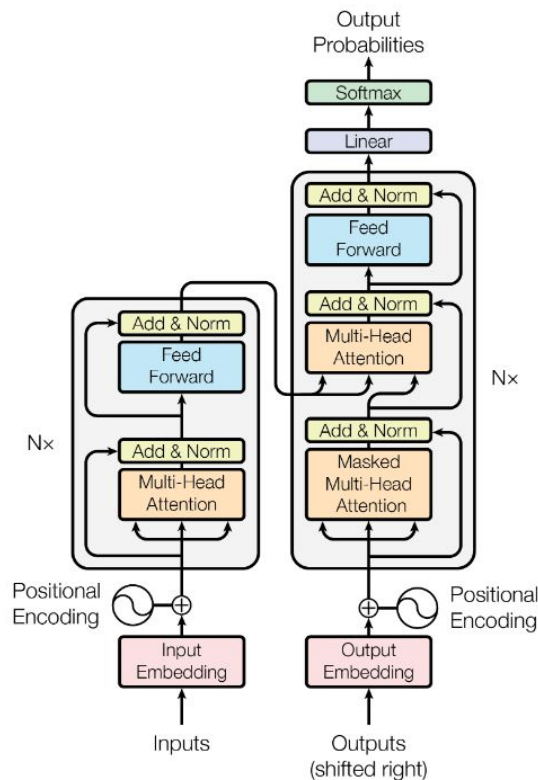 Output
Probabilities
Softmax
Linear
Add & Norm
Feed
Forward
Add & Norm
Multi-Head
Attention
Nx
Add & Norm
Masked
Multi-Head
Attention
Positional
Encoding
Output
Embedding
Outputs
(shifted right)
Add & Norm
Feed
Forward
Nx
Add & Norm
Multi-Head
Attention
Positional
Encoding
Input
Embedding
Inputs